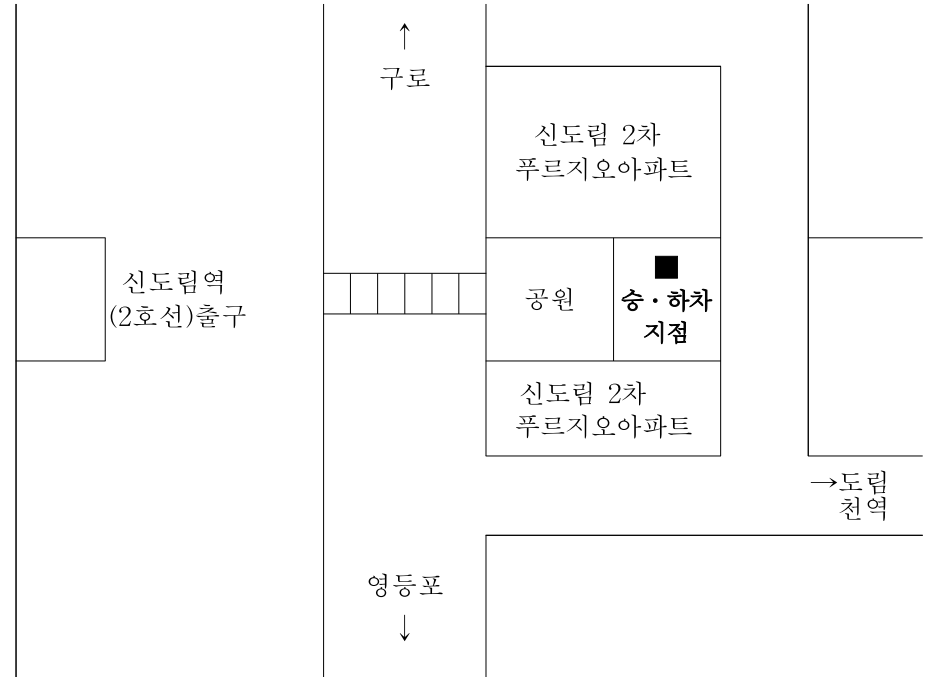 ↑
구로
신도림 2차
푸르지오아파트
신도림역
(2호선)출구
공원
승·하차
지점
신도림 2차
푸르지오아파트
→도림
천역
영등포
↓